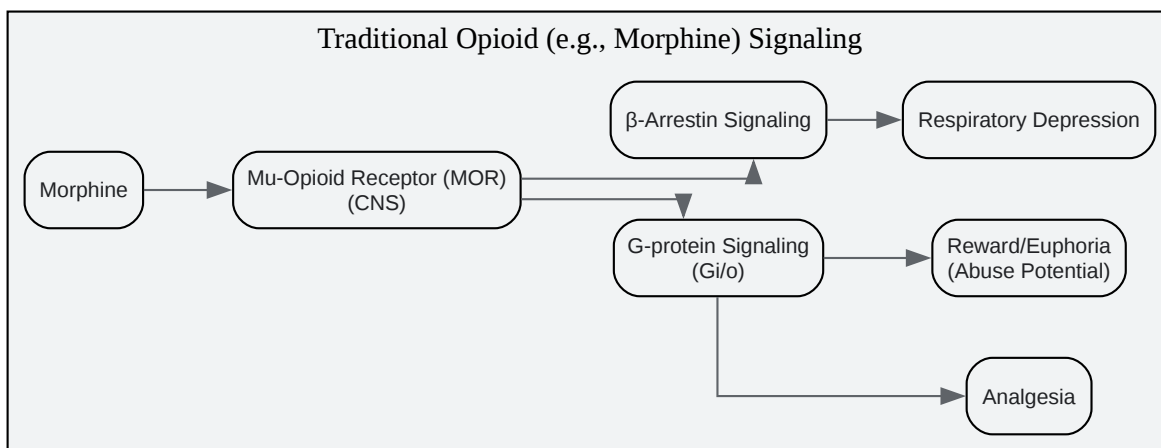 Traditional Opioid (e.g., Morphine) Signaling
Morphine
Mu-Opioid Receptor (MOR)
(CNS)
β-Arrestin Signaling
Respiratory Depression
G-protein Signaling
(Gi/o)
Reward/Euphoria
(Abuse Potential)
Analgesia